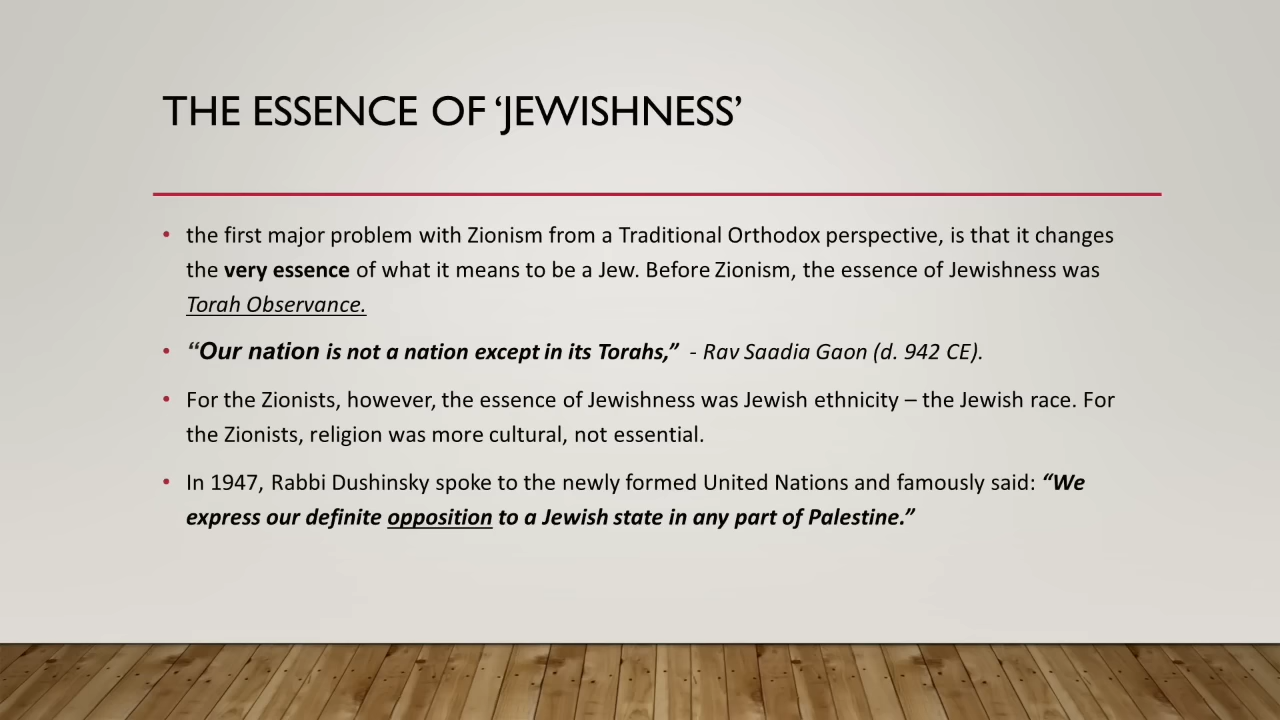 THE ESSENCE OF ‘JEWISHNESS’
• the first major problem with Zionism from a Traditional Orthodox perspective, is that it changes
the very essence of what it means to be a Jew. Before Zionism, the essence of Jewishness was
Torah Observance.
• “Our nation is not a nation except in its Torahs,” - Rav Saadia Gaon (d. 942 CE).
• For the Zionists, however, the essence of Jewishness was Jewish ethnicity – the Jewish race. For
the Zionists, religion was more cultural, not essential.
• In 1947, Rabbi Dushinsky spoke to the newly formed United Nations and famously said: “We
express our definite opposition to a Jewish state in any part of Palestine.”